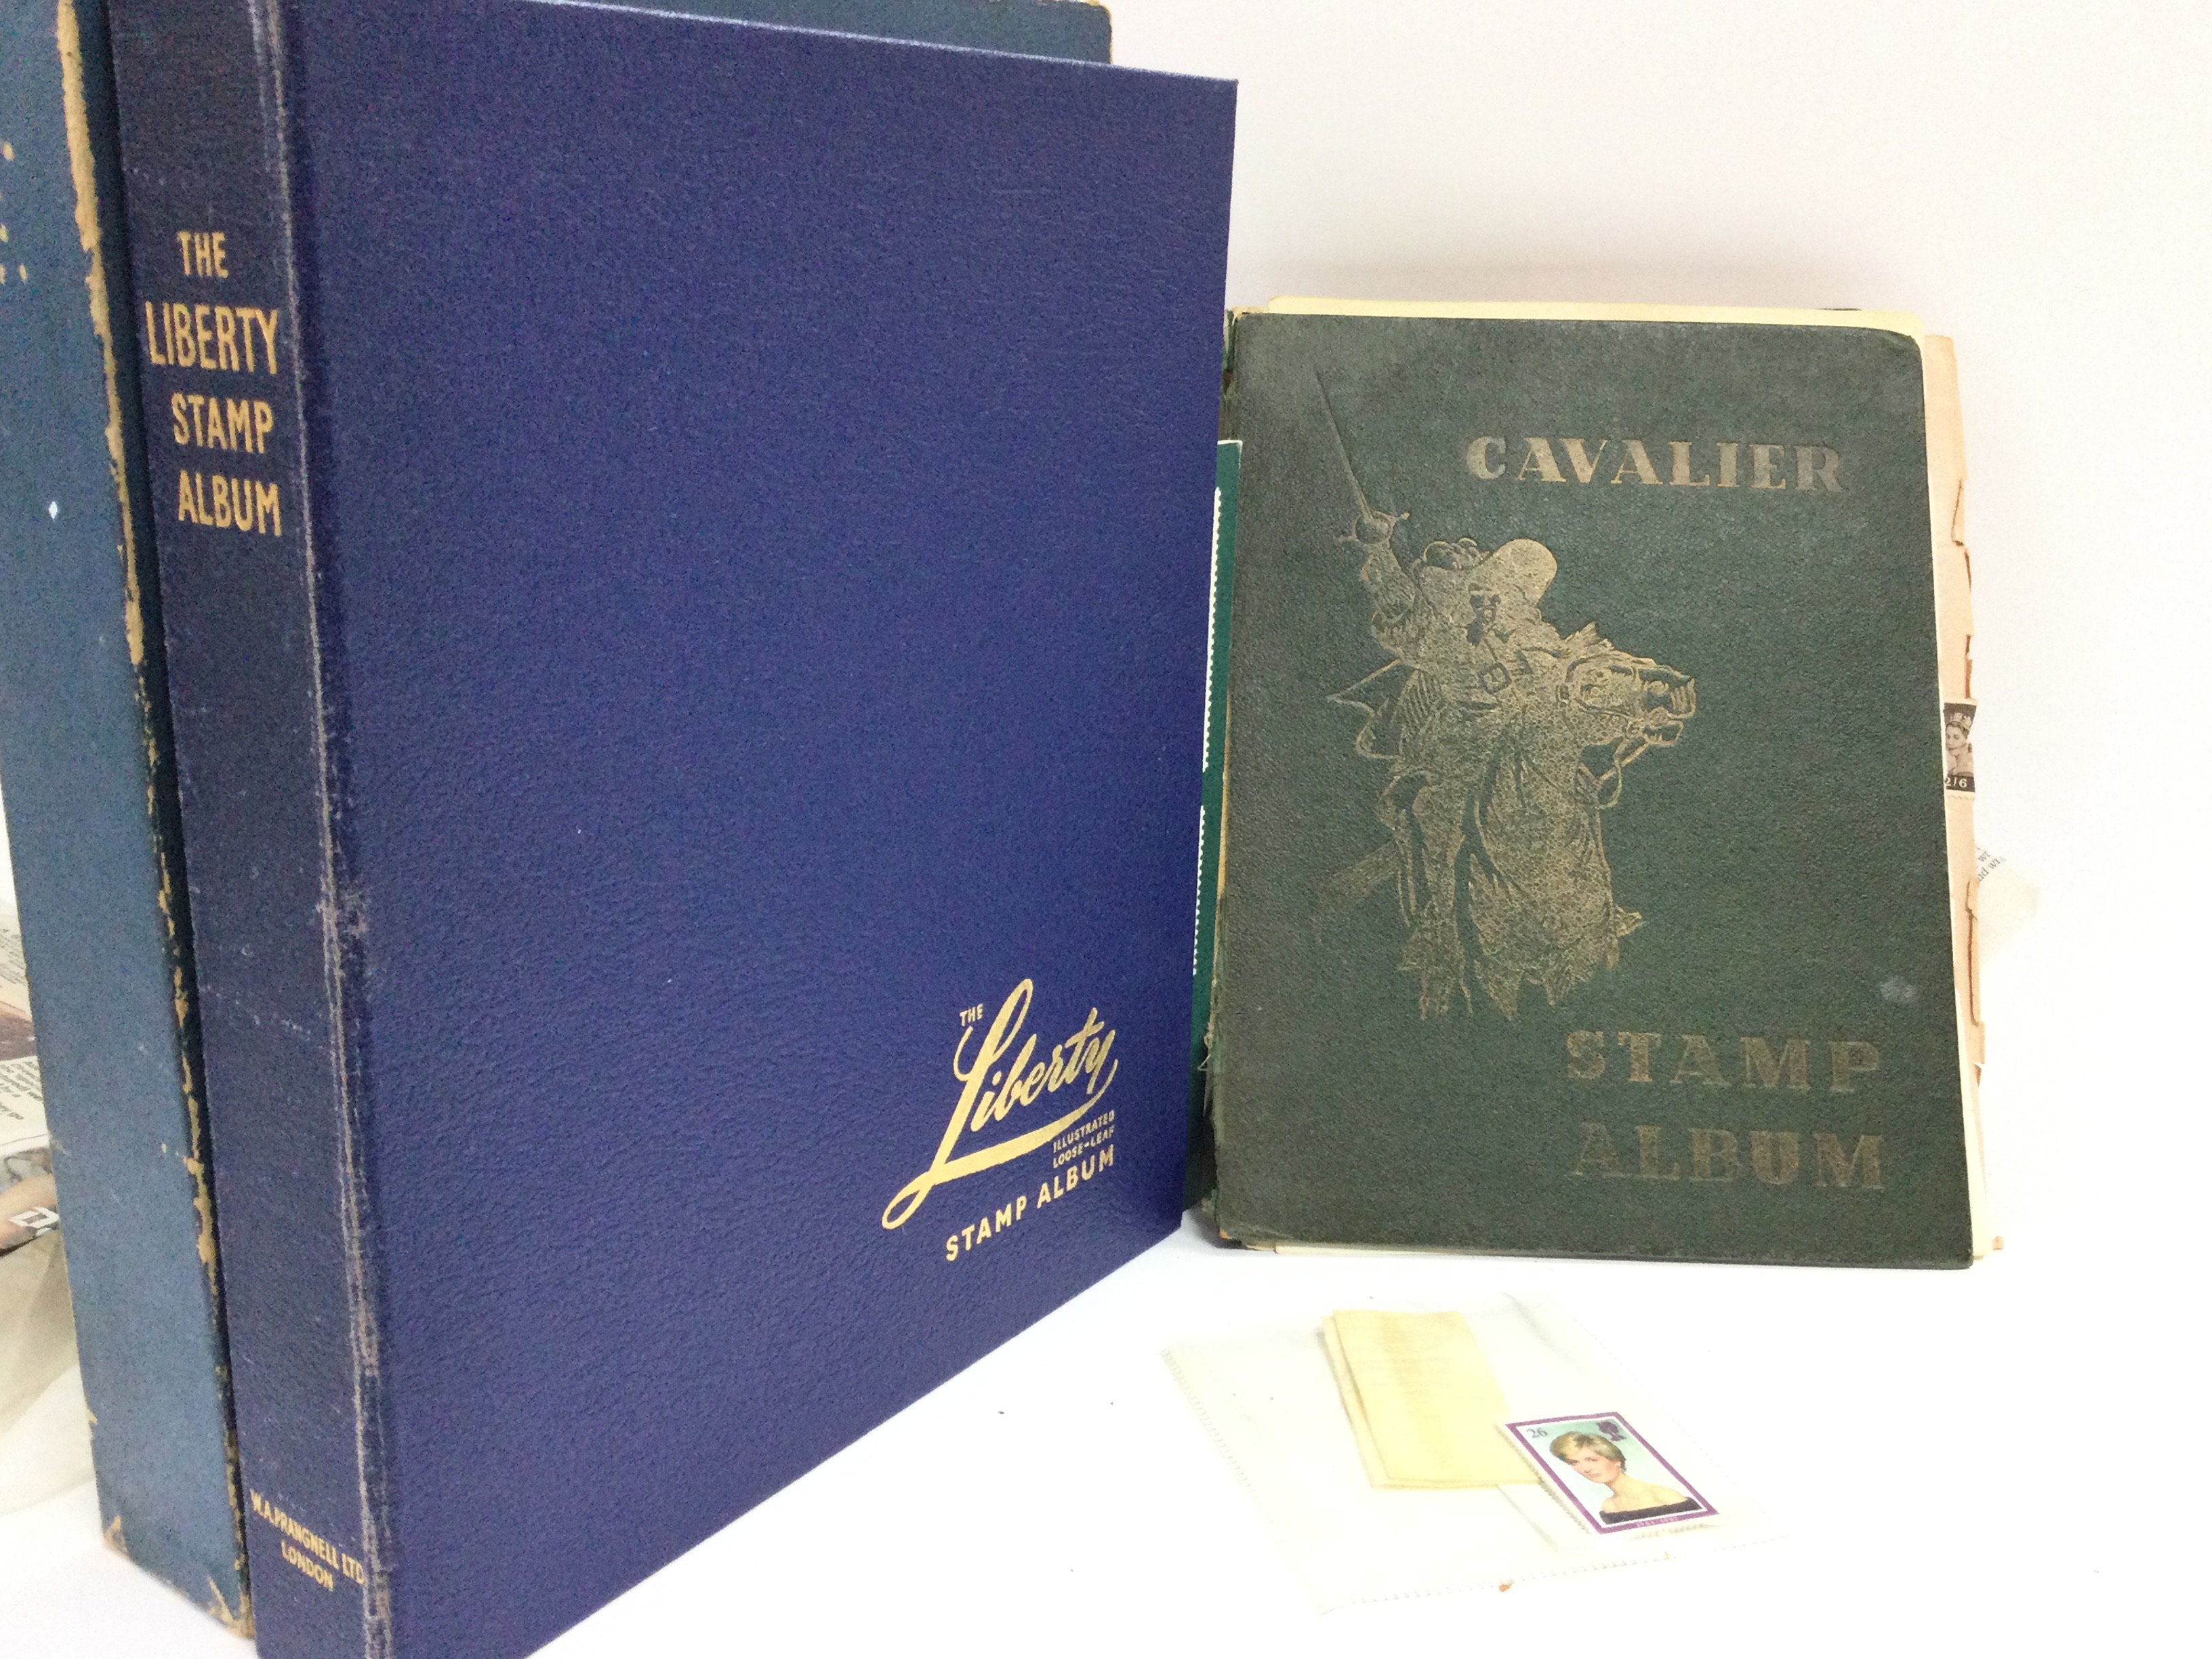 THE
LIBERTY
STAMP
ALBUM
W.A. PRANGNELL LTD
LONDON
THE
Liberty
ILLUSTRATED
LOOSE-LEAF
STAMP ALBUM
CAVALIER
STAMP
ALBUM
2/6
26